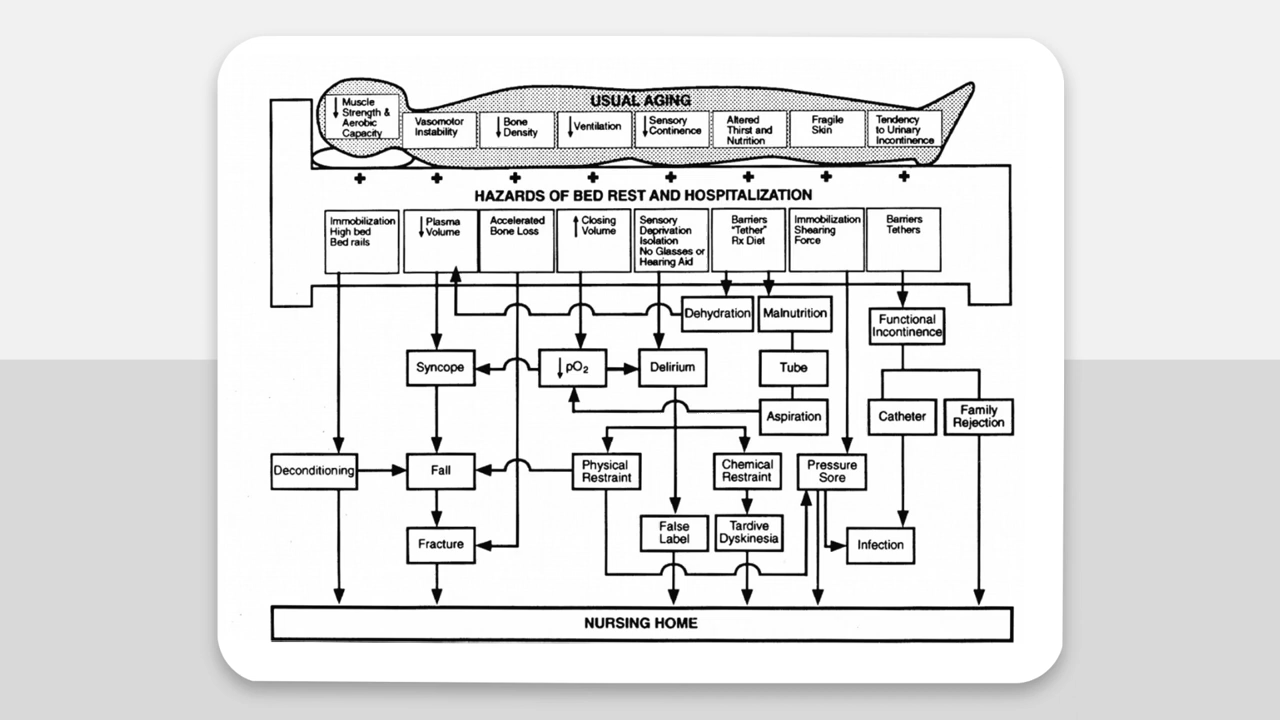 USUAL AGING
↓ Muscle
Strength &
Aerobic
Capacity
Vasomotor
Instability
↓ Bone
Density
↓ Ventilation
↓ Sensory
Continence
Altered
Thirst and
Nutrition
Fragile
Skin
Tendency
to Urinary
Incontinence
+ + + + + + + +
HAZARDS OF BED REST AND HOSPITALIZATION
Immobilization
High bed
Bed rails
↓ Plasma
Volume
Accelerated
Bone Loss
↑ Closing
Volume
Sensory
Deprivation
Isolation
No Glasses or
Hearing Aid
Barriers
"Tether"
Rx Diet
Immobilization
Shearing
Force
Barriers
Tethers
Dehydration
Malnutrition
Functional
Incontinence
Syncope
↓ pO₂
Delirium
Tube
Aspiration
Catheter
Family
Rejection
Deconditioning
Fall
Physical
Restraint
Chemical
Restraint
Pressure
Sore
Fracture
False
Label
Tardive
Dyskinesia
Infection
NURSING HOME